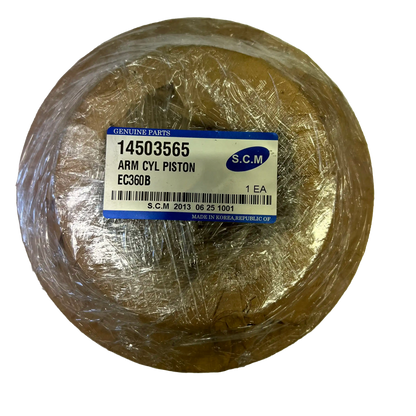 GENUINE PARTS
14503565
S.C.M
ARM CYL PISTON
EC360B
1 EA
S.C.M 2013 06 25 1001
MADE IN KOREA,REPUBLIC OF